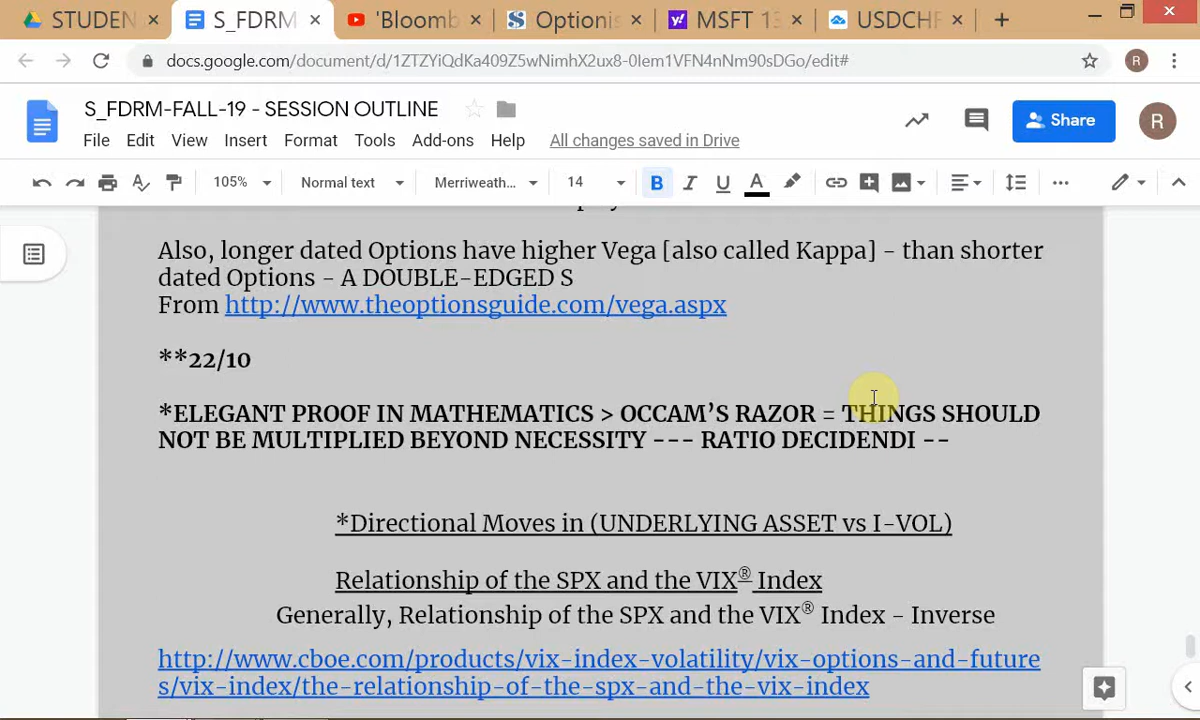 STUDEN
S_FDRM
'Bloomb
Optionis
MSFT 13
USDCHF
docs.google.com/document/d/1ZTZYiQdKa409Z5wNimhX2ux8-0Iem1VFN4nNm90sDGo/edit#
R
S_FDRM-FALL-19 - SESSION OUTLINE
Share
R
File Edit View Insert Format Tools Add-ons Help All changes saved in Drive
105% Normal text Merriweath... 14 B I U A
Also, longer dated Options have higher Vega [also called Kappa] - than shorter
dated Options - A DOUBLE-EDGED S
From http://www.theoptionsguide.com/vega.aspx
**22/10
*ELEGANT PROOF IN MATHEMATICS > OCCAM'S RAZOR = THINGS SHOULD
NOT BE MULTIPLIED BEYOND NECESSITY --- RATIO DECIDENDI --
*Directional Moves in (UNDERLYING ASSET vs I-VOL)
Relationship of the SPX and the VIX® Index
Generally, Relationship of the SPX and the VIX® Index - Inverse
http://www.cboe.com/products/vix-index-volatility/vix-options-and-future
s/vix-index/the-relationship-of-the-spx-and-the-vix-index